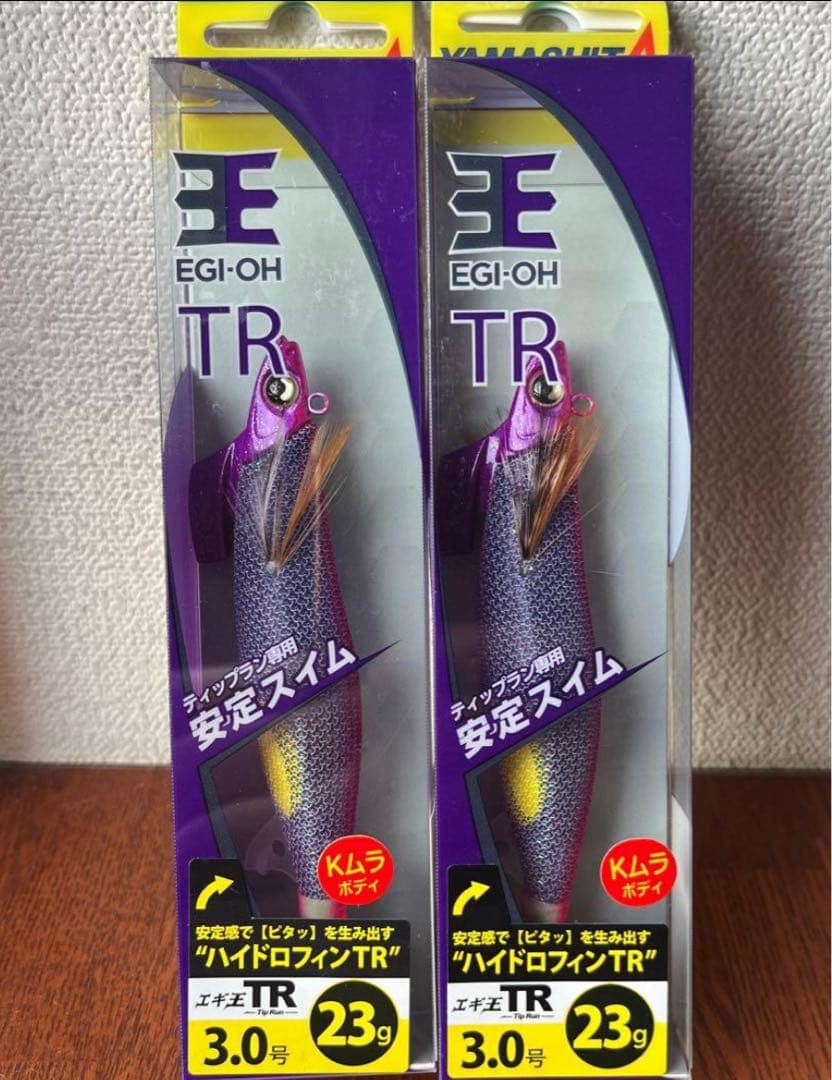 王
EGI-OH
TR
ティップラン専用
安定スイム
Kムラ
ボディ
安定感で【ピタッ】を生み出す
“ハイドロフィンTR”
エギ王TR
Tip Run
3.0号
23g
YAMASHITA
王
EGI-OH
TR
ティップラン専用
安定スイム
Kムラ
ボディ
安定感で【ピタッ】を生み出す
“ハイドロフィンTR”
エギ王TR
Tip Run
3.0号
23g